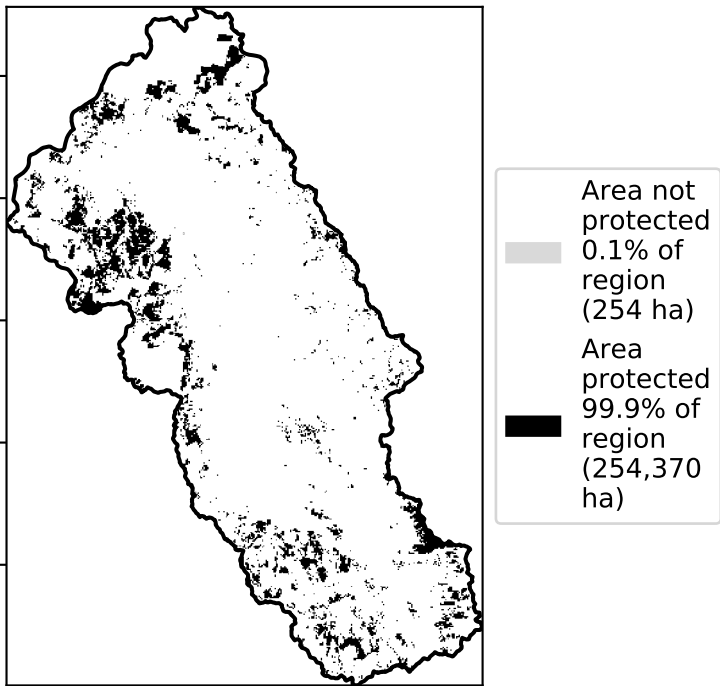 Area not
protected
0.1% of
region
(254 ha)
Area
protected
99.9% of
region
(254,370
ha)